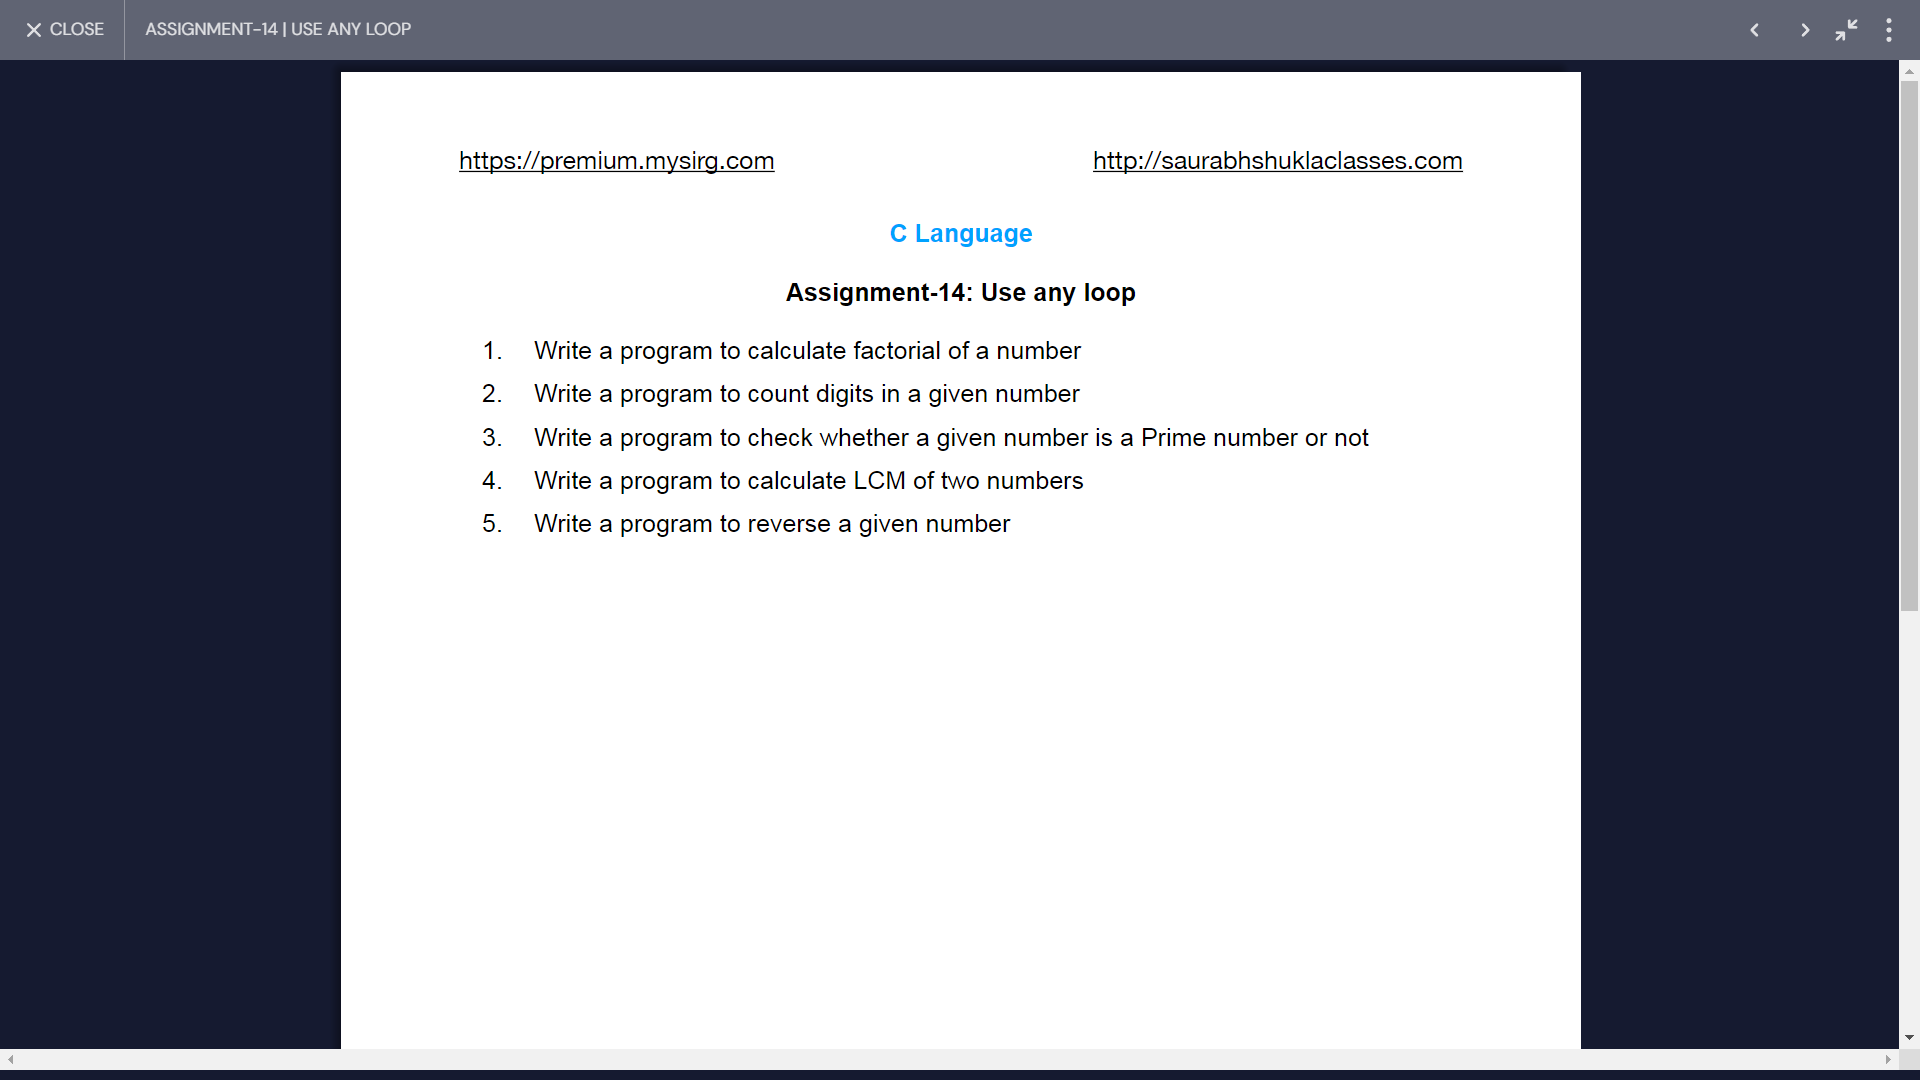 CLOSE ASSIGNMENT-14 | USE ANY LOOP
https://premium.mysirg.com http://saurabhshuklaclasses.com
C Language
Assignment-14: Use any loop
1. Write a program to calculate factorial of a number
2. Write a program to count digits in a given number
3. Write a program to check whether a given number is a Prime number or not
4. Write a program to calculate LCM of two numbers
5. Write a program to reverse a given number